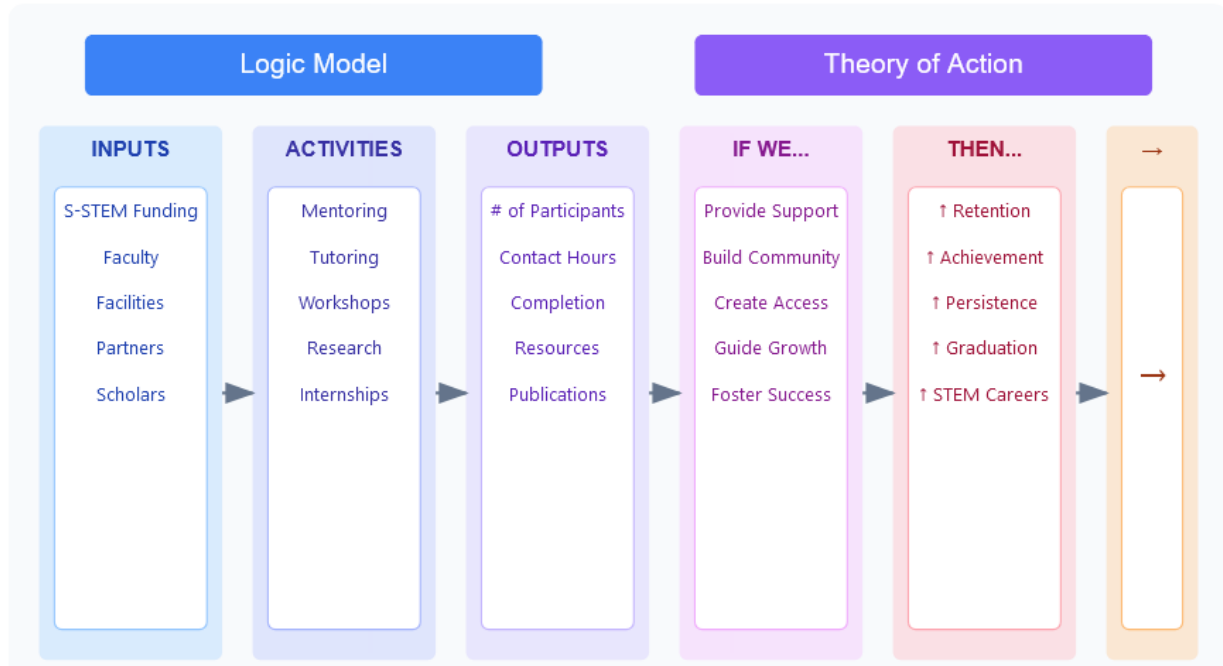 Logic Model
Theory of Action
INPUTS
S-STEM Funding
Faculty
Facilities
Partners
Scholars
ACTIVITIES
Mentoring
Tutoring
Workshops
Research
Internships
OUTPUTS
# of Participants
Contact Hours
Completion
Resources
Publications
IF WE...
Provide Support
Build Community
Create Access
Guide Growth
Foster Success
THEN...
↑ Retention
↑ Achievement
↑ Persistence
↑ Graduation
↑ STEM Careers
→
→